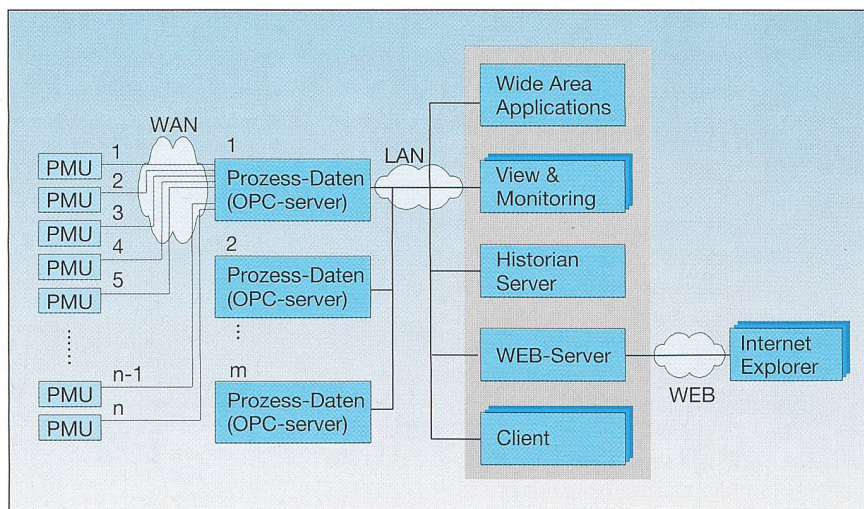 WAN
1
PMU
2
PMU
3
PMU
4
PMU
5
PMU
n-1
PMU
n
PMU
1
Prozess-Daten
(OPC-server)
2
Prozess-Daten
(OPC-server)
m
Prozess-Daten
(OPC-server)
LAN
Wide Area
Applications
View &
Monitoring
Historian
Server
WEB-Server
Client
WEB
Internet
Explorer